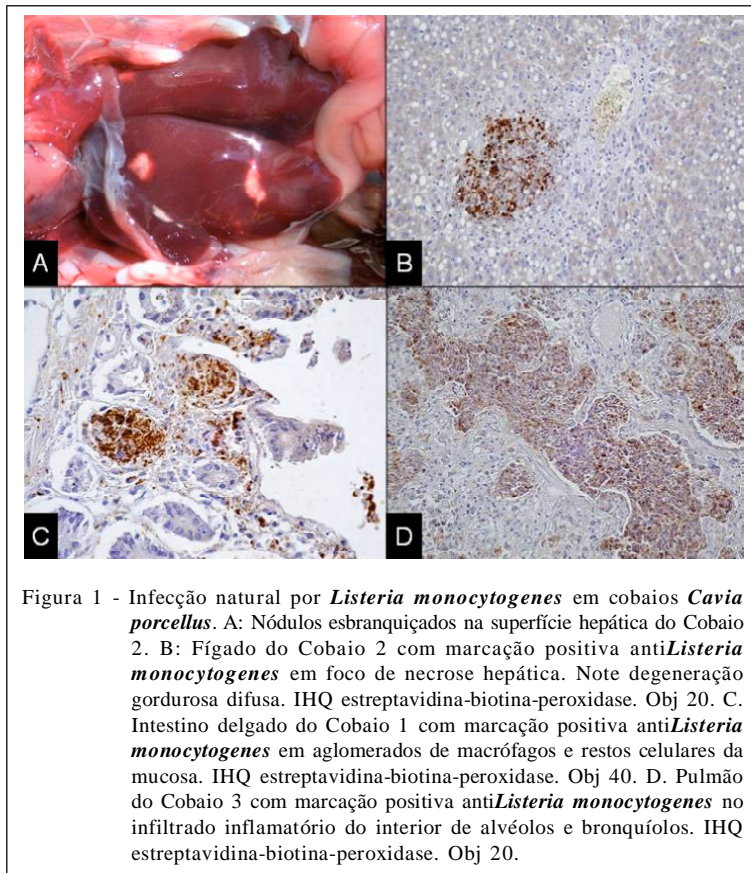 A
B
C
D
Figura 1 - Infecção natural por Listeria monocytogenes em cobaios Cavia
porcellus. A: Nódulos esbranquiçados na superfície hepática do Cobaio
2. B: Fígado do Cobaio 2 com marcação positiva antiListeria
monocytogenes em foco de necrose hepática. Note degeneração
gordurosa difusa. IHQ estreptavidina-biotina-peroxidase. Obj 20. C.
Intestino delgado do Cobaio 1 com marcação positiva antiListeria
monocytogenes em aglomerados de macrófagos e restos celulares da
mucosa. IHQ estreptavidina-biotina-peroxidase. Obj 40. D. Pulmão
do Cobaio 3 com marcação positiva antiListeria monocytogenes no
infiltrado inflamatório do interior de alvéolos e bronquíolos. IHQ
estreptavidina-biotina-peroxidase. Obj 20.